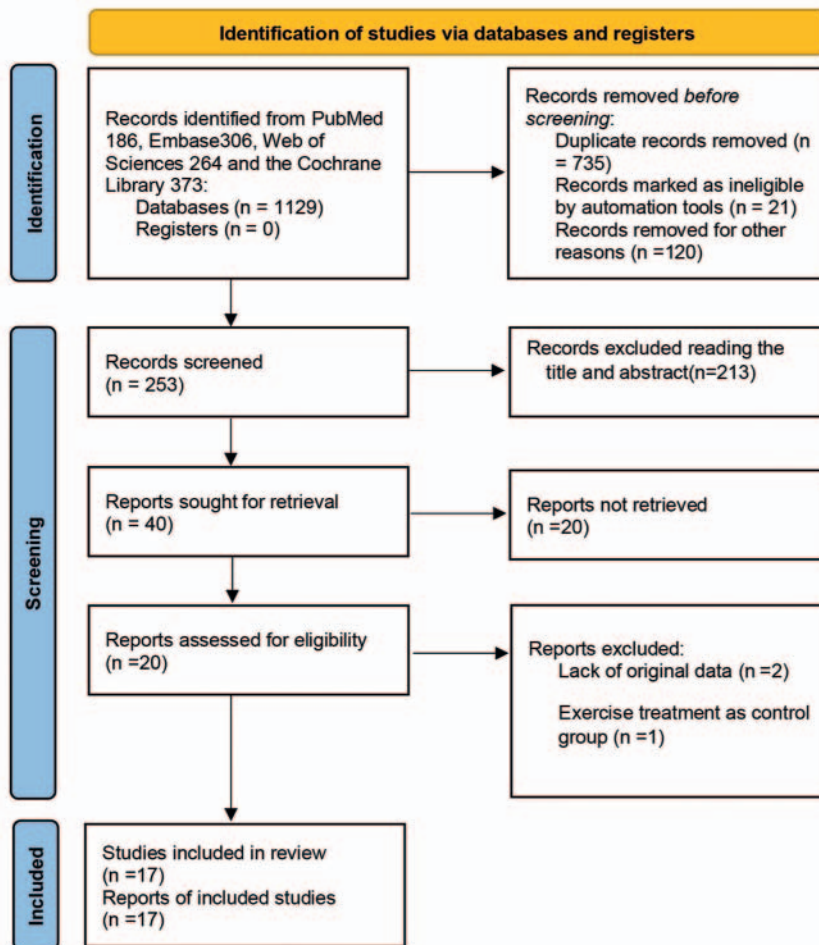 Identification of studies via databases and registers
Identification
Records identified from PubMed
186, Embase306, Web of
Sciences 264 and the Cochrane
Library 373:
Databases (n = 1129)
Registers (n = 0)
Records removed before
screening:
Duplicate records removed (n
= 735)
Records marked as ineligible
by automation tools (n = 21)
Records removed for other
reasons (n =120)
Screening
Records screened
(n = 253)
Records excluded reading the
title and abstract(n=213)
Reports sought for retrieval
(n = 40)
Reports not retrieved
(n =20)
Reports assessed for eligibility
(n =20)
Reports excluded:
Lack of original data (n =2)
Exercise treatment as control
group (n =1)
Included
Studies included in review
(n =17)
Reports of included studies
(n =17)